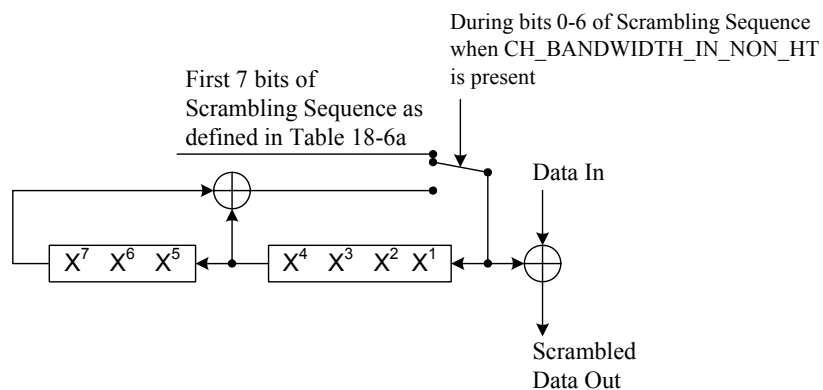 During bits 0-6 of Scrambling Sequence
when CH_BANDWIDTH_IN_NON_HT
is present
First 7 bits of
Scrambling Sequence as
defined in Table 18-6a
Data In
X⁷ X⁶ X⁵
X⁴ X³ X² X¹
Scrambled
Data Out